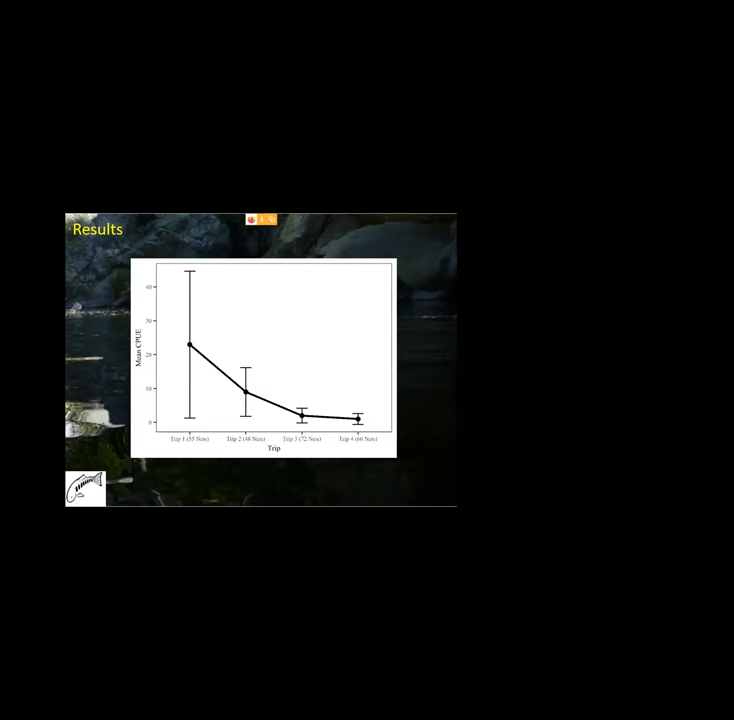 Results
Mean CPUE
40
30
20
10
0
Trip 1 (55 Nets)
Trip 2 (48 Nets)
Trip 3 (72 Nets)
Trip 4 (66 Nets)
Trip